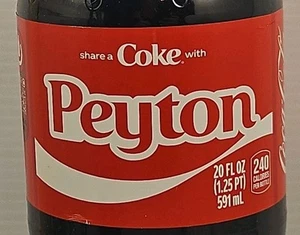 share a Coke with
Peyton
20 FL OZ
(1.25 PT)
591 mL
240
CALORIES
PER BOTTLE